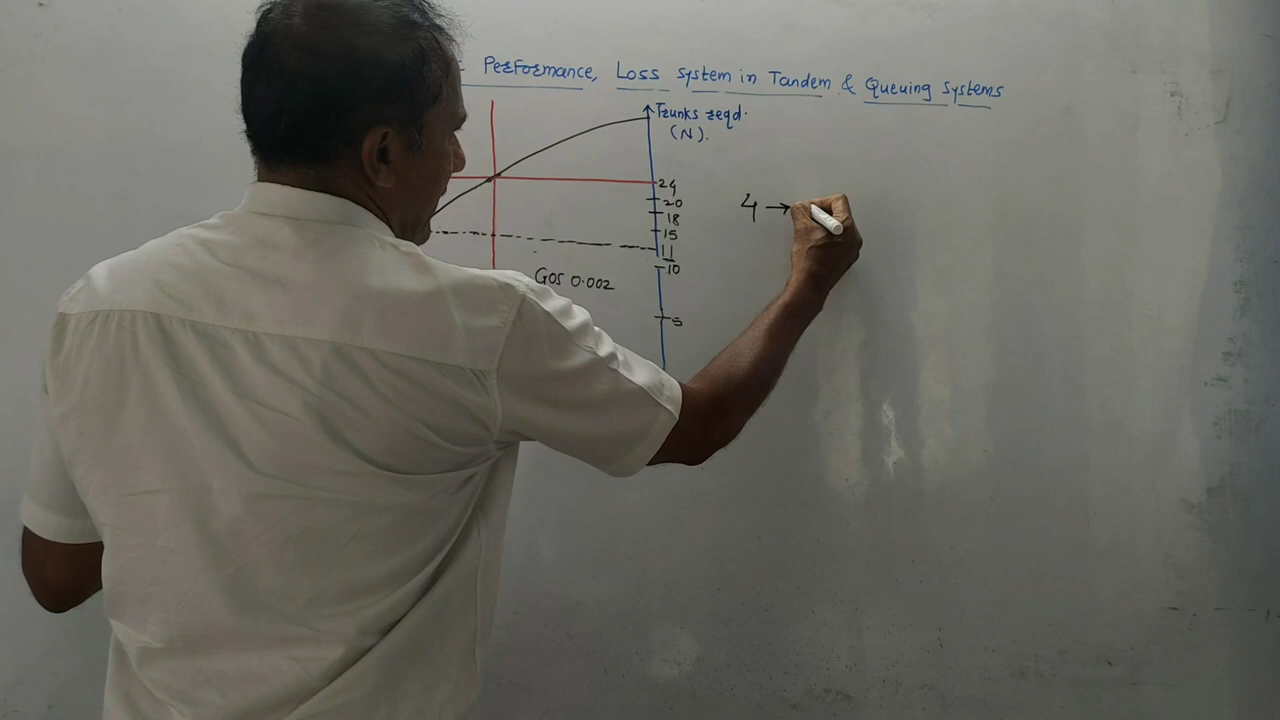 Performance, Loss system in Tandem & Queuing systems
Trunks reqd.
(N).
24
20
18
15
11
10
5
GOS 0.002
4 →